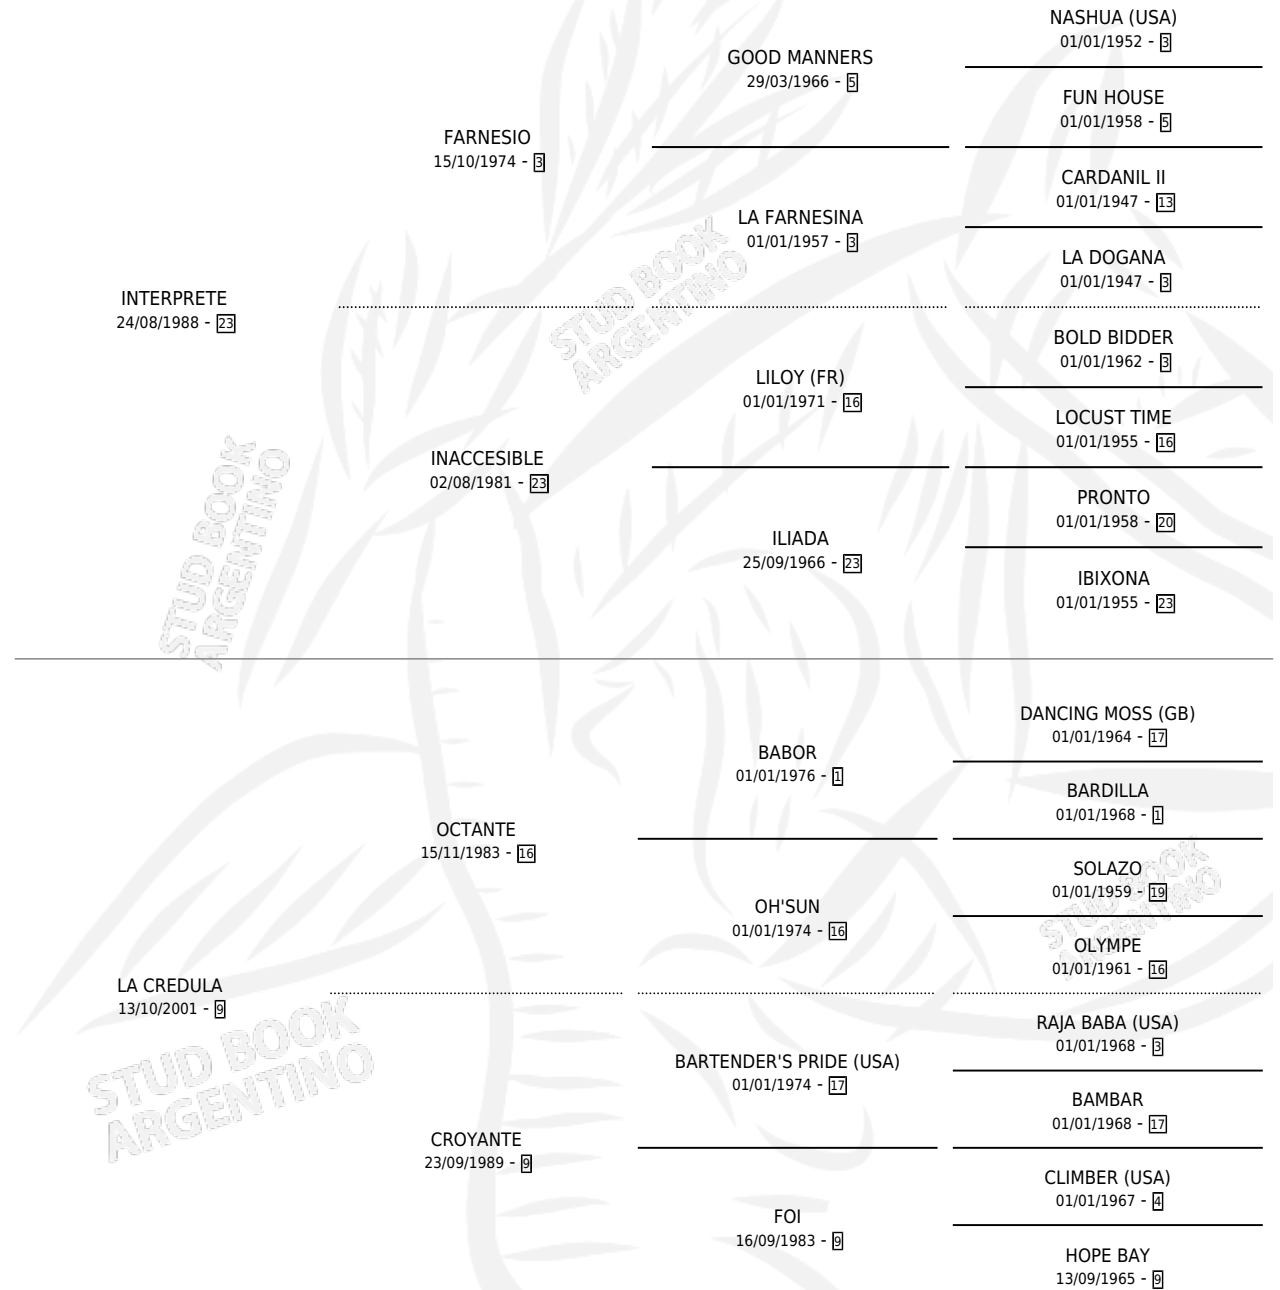 NASHUA (USA)
01/01/1952 - 3
GOOD MANNERS
29/03/1966 - 5
FUN HOUSE
01/01/1958 - 5
FARNESIO
15/10/1974 - 3
CARDANIL II
01/01/1947 - 13
LA FARNESINA
01/01/1957 - 3
LA DOGANA
01/01/1947 - 3
INTERPRETE
24/08/1988 - 23
BOLD BIDDER
01/01/1962 - 3
LILOY (FR)
01/01/1971 - 16
LOCUST TIME
01/01/1955 - 16
INACCESIBLE
02/08/1981 - 23
PRONTO
01/01/1958 - 20
ILIADA
25/09/1966 - 23
IBIXONA
01/01/1955 - 23
STUD BOOK
ARGENTINO
STUD BOOK
ARGENTINO
DANCING MOSS (GB)
01/01/1964 - 17
BABOR
01/01/1976 - 1
BARDILLA
01/01/1968 - 1
OCTANTE
15/11/1983 - 16
SOLAZO
01/01/1959 - 19
OH'SUN
01/01/1974 - 16
OLYMPE
01/01/1961 - 16
STUD BOOK
ARGENTINO
LA CREDULA
13/10/2001 - 9
RAJA BABA (USA)
01/01/1968 - 3
BARTENDER'S PRIDE (USA)
01/01/1974 - 17
BAMBAR
01/01/1968 - 17
CROYANTE
23/09/1989 - 9
CLIMBER (USA)
01/01/1967 - 4
FOI
16/09/1983 - 9
HOPE BAY
13/09/1965 - 9
STUD BOOK
ARGENTINO